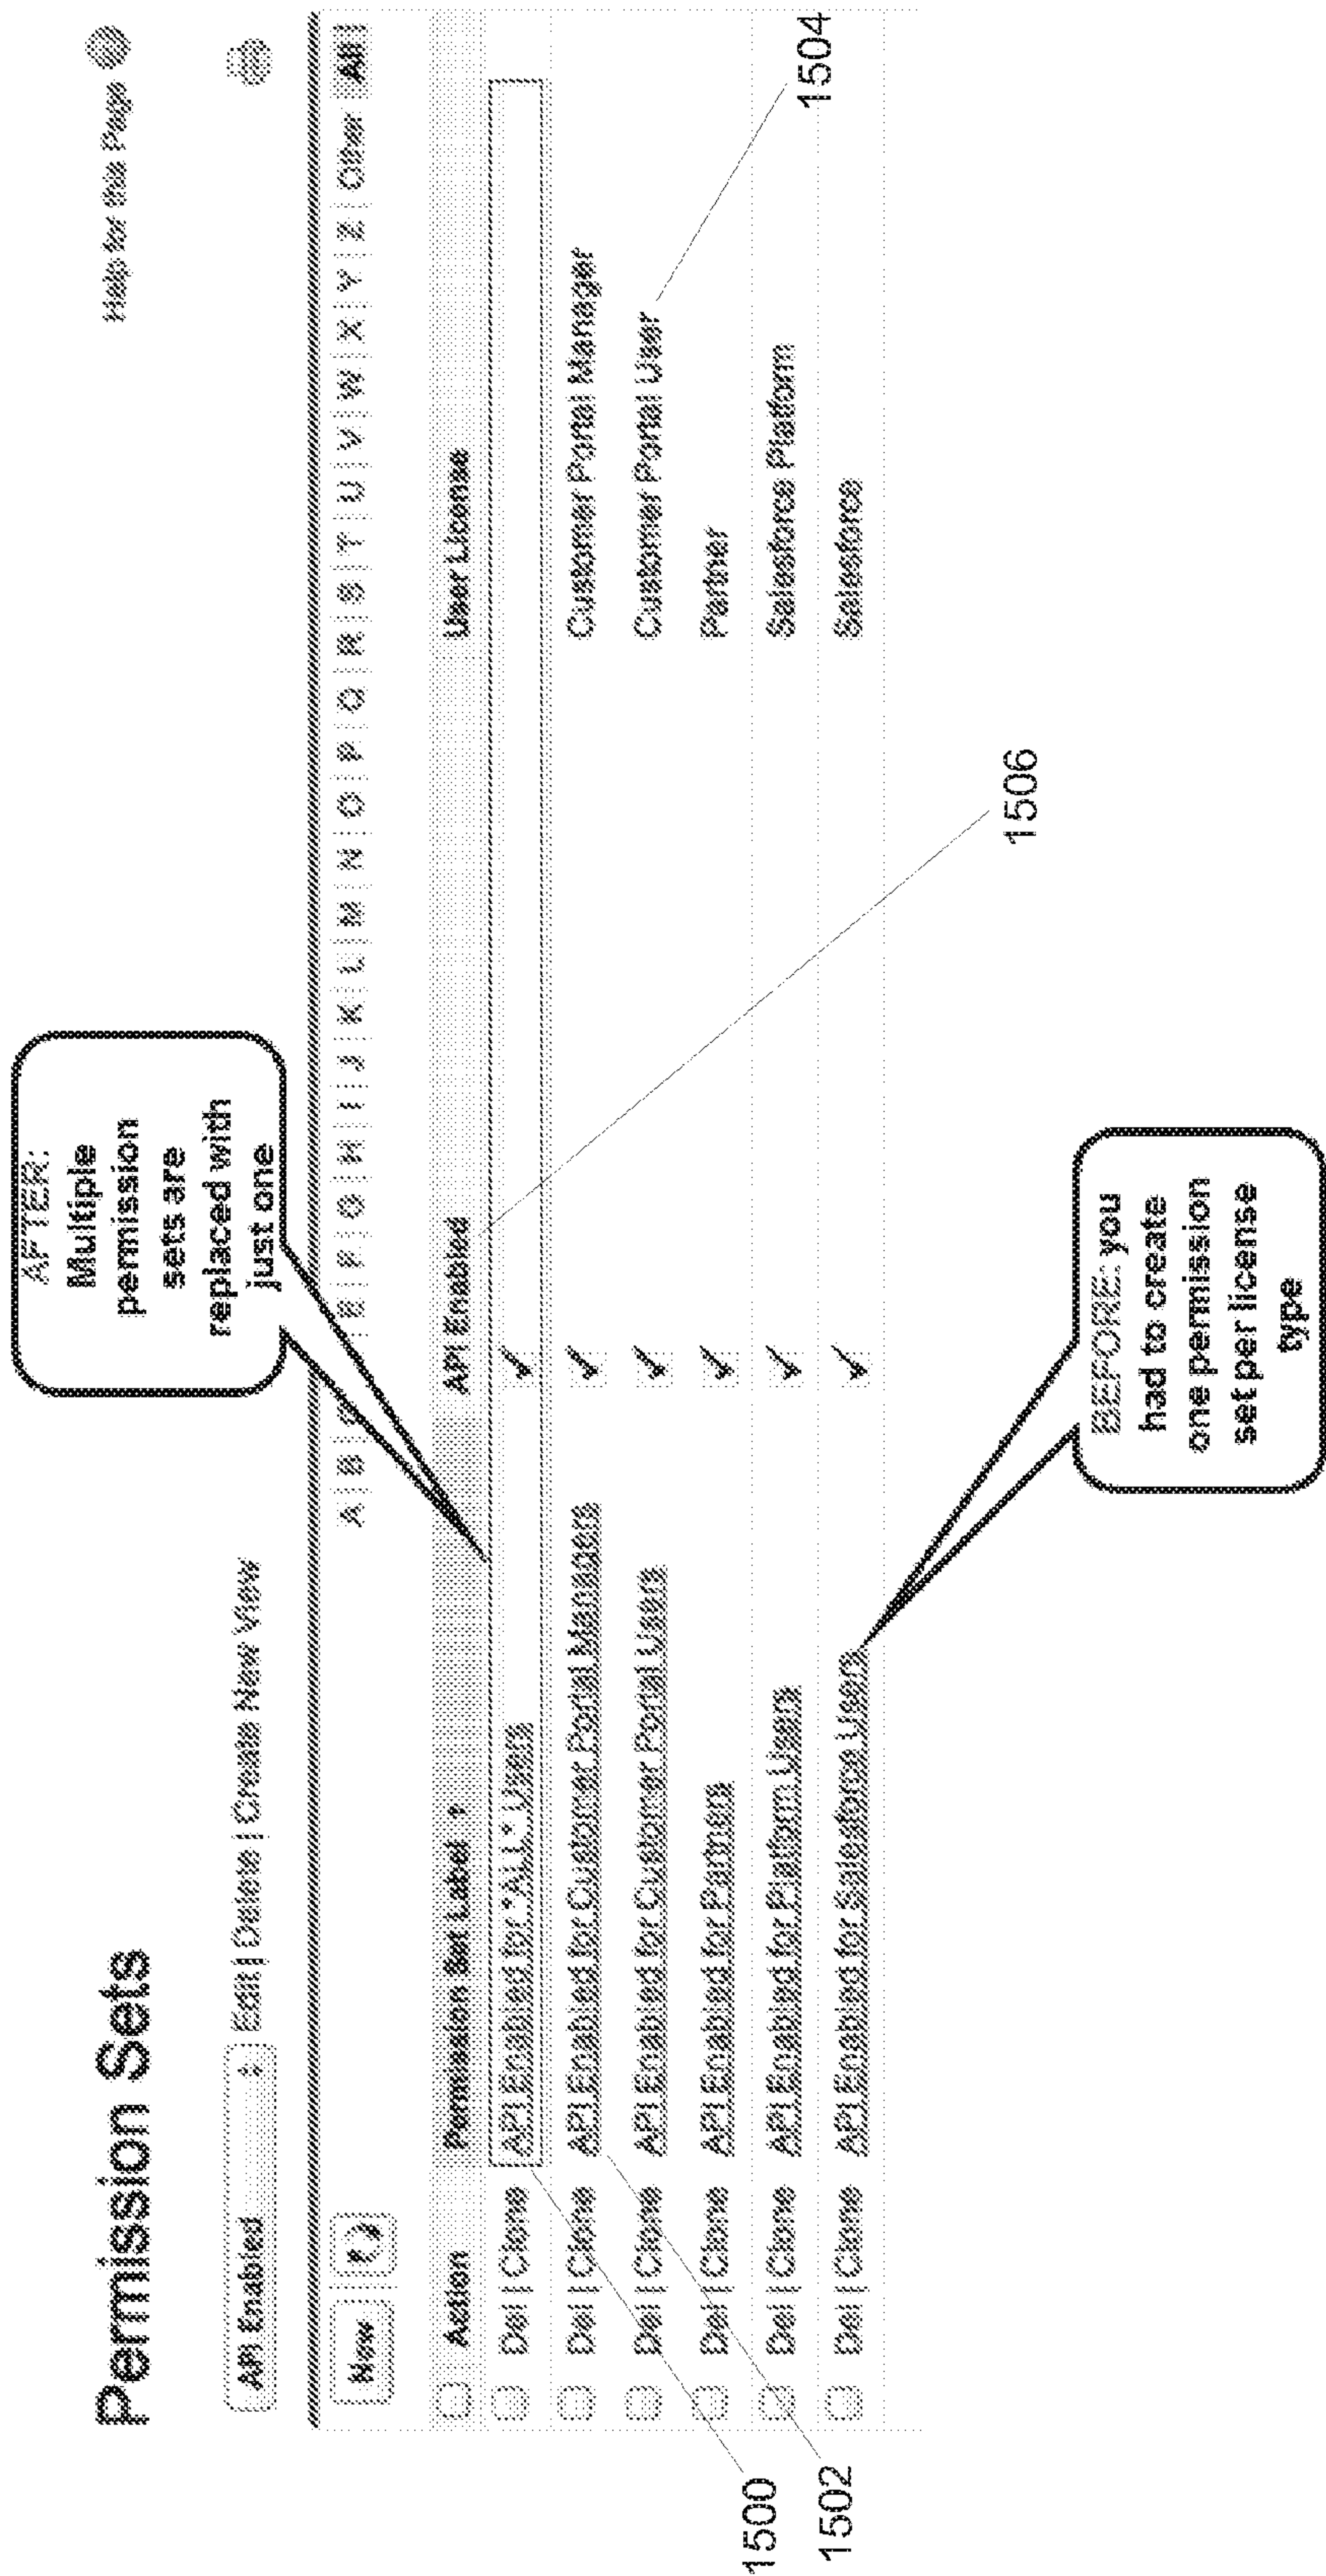 AFTER:
Multiple
permission
sets are
replaced with
just one
Permission Sets
Help for this Page
API Enabled Edit | Delete | Create New View
New A B C E F G H I J K L M N O P Q R S T U V W X Y Z Other All
Action Permission Set Label ↑ API Enabled User License
Del | Clone API Enabled for *ALL* Users ✓
Del | Clone API Enabled for Customer Portal Managers ✓ Customer Portal Manager
Del | Clone API Enabled for Customer Portal Users ✓ Customer Portal User
Del | Clone API Enabled for Partners ✓ Partner
Del | Clone API Enabled for Platform Users ✓ Salesforce Platform
Del | Clone API Enabled for Salesforce Users ✓ Salesforce
1500
1502
1504
1506
BEFORE: you
had to create
one permission
set per license
type